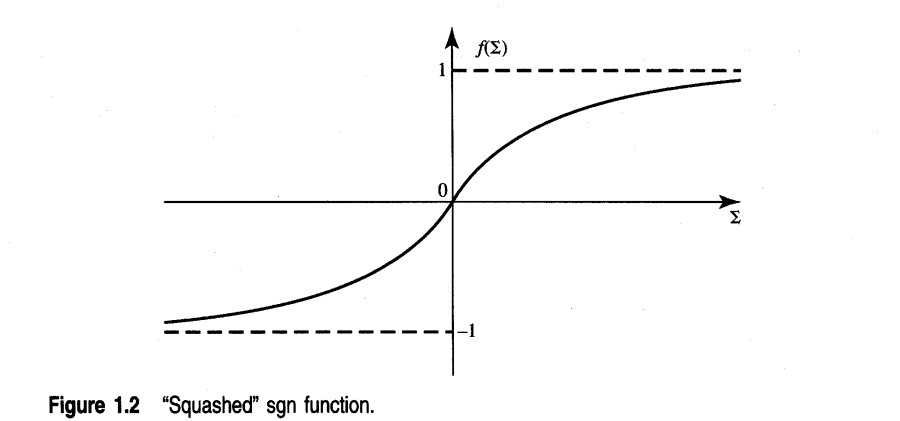 f(Σ)
1
0
Σ
–1
Figure 1.2 “Squashed” sgn function.